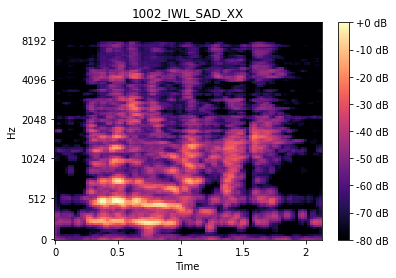 1002_IWL_SAD_XX
Hz
8192
4096
2048
1024
512
0
0
0.5
1
1.5
2
Time
+0 dB
-10 dB
-20 dB
-30 dB
-40 dB
-50 dB
-60 dB
-70 dB
-80 dB